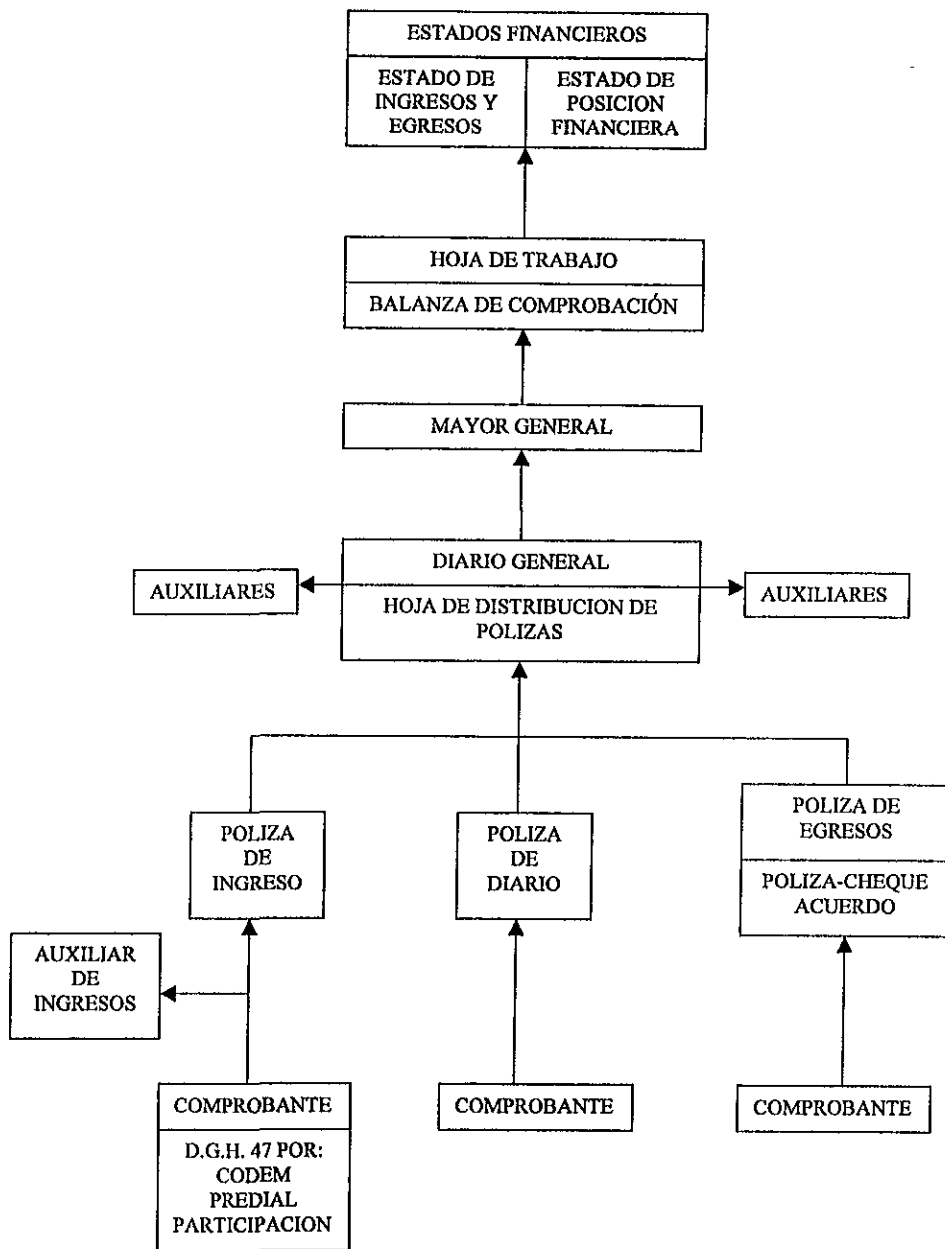 ESTADOS FINANCIEROS
ESTADO DE
INGRESOS Y
EGRESOS
ESTADO DE
POSICION
FINANCIERA
HOJA DE TRABAJO
BALANZA DE COMPROBACIÓN
MAYOR GENERAL
DIARIO GENERAL
HOJA DE DISTRIBUCION DE
POLIZAS
AUXILIARES
AUXILIARES
POLIZA
DE
INGRESO
POLIZA
DE
DIARIO
POLIZA DE
EGRESOS
POLIZA-CHEQUE
ACUERDO
AUXILIAR
DE
INGRESOS
COMPROBANTE
D.G.H. 47 POR:
CODEM
PREDIAL
PARTICIPACION
COMPROBANTE
COMPROBANTE